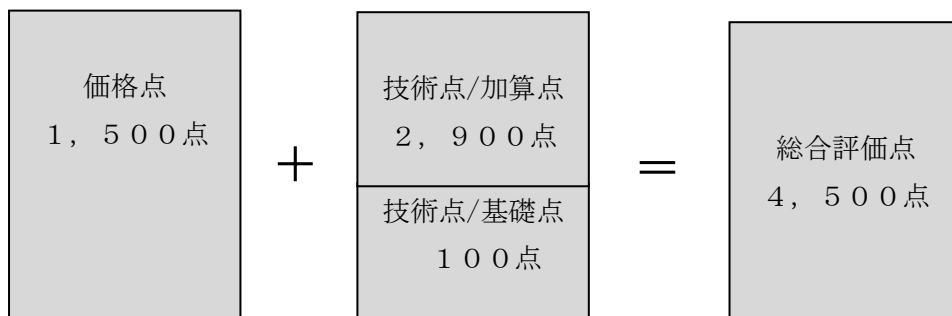 価格点
１，５００点
＋
技術点/加算点
２，９００点
技術点/基礎点
１００点
＝
総合評価点
４，５００点